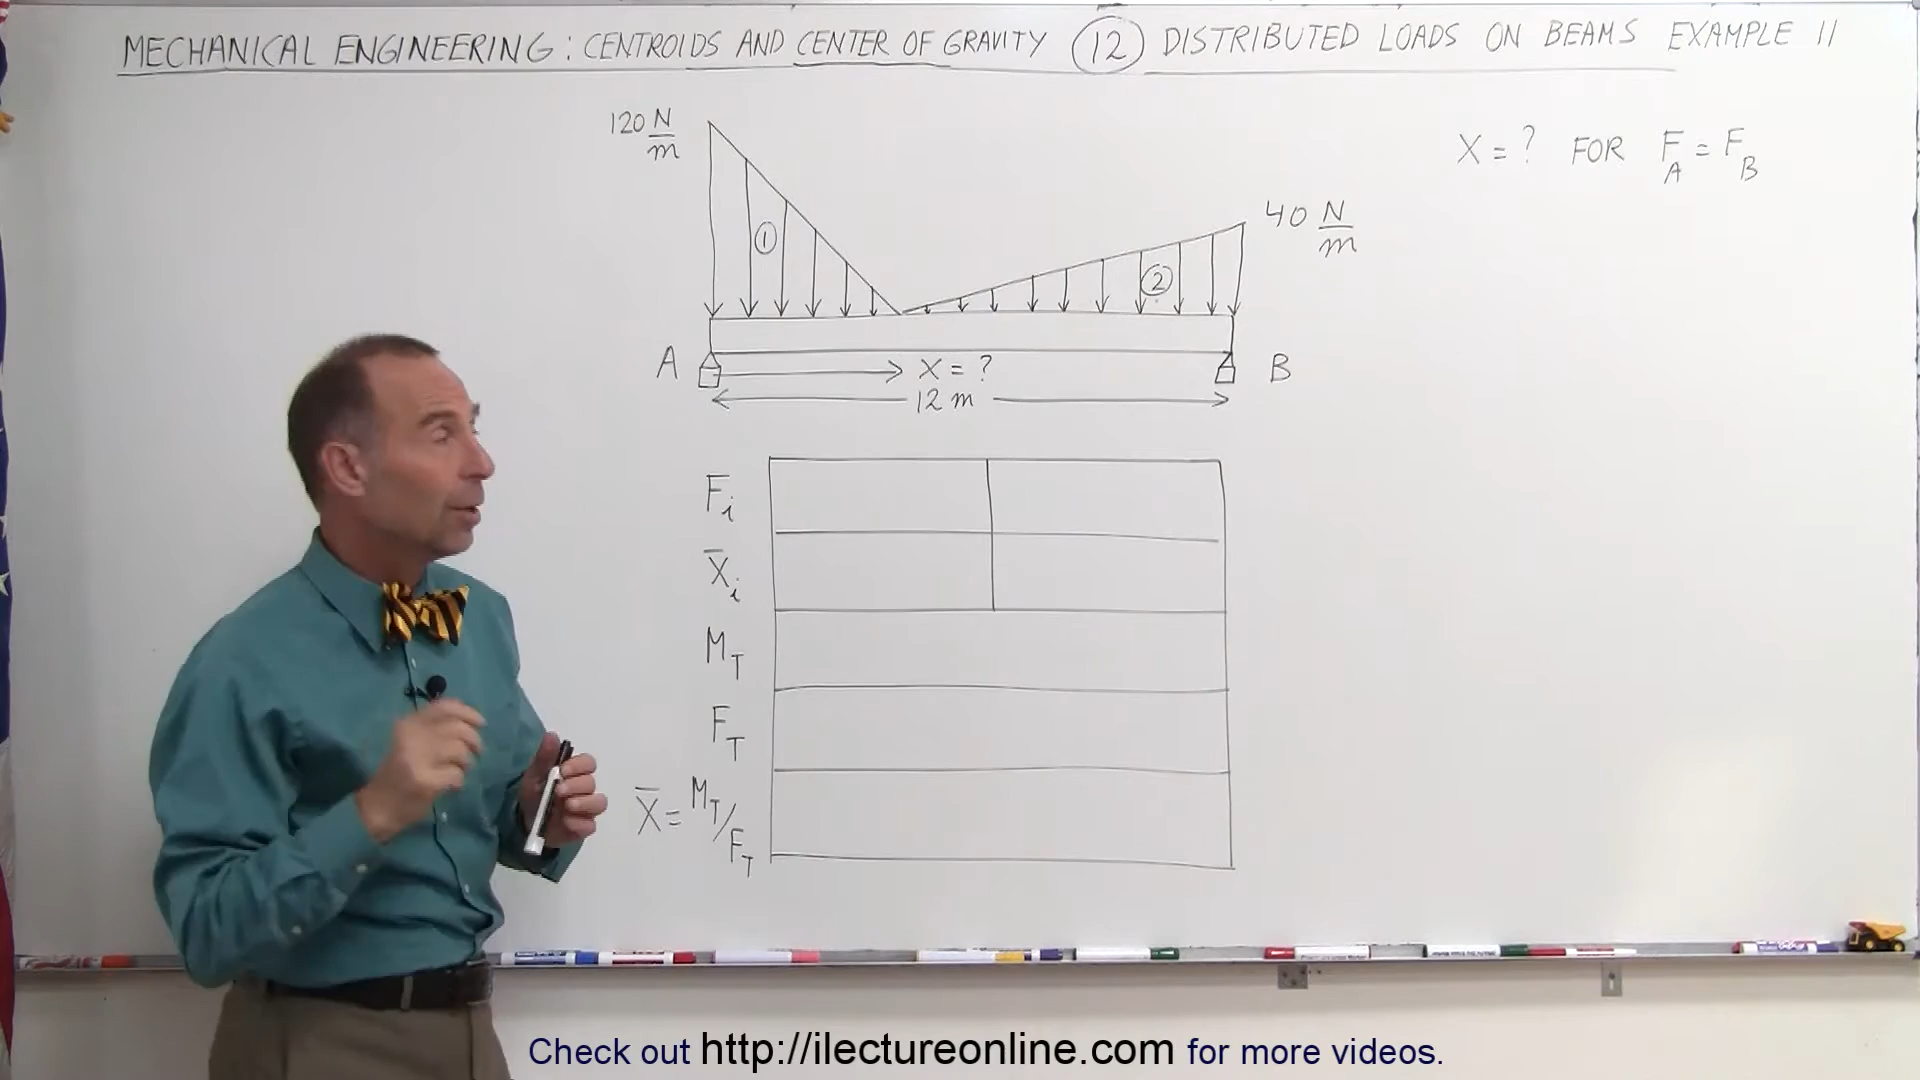 MECHANICAL ENGINEERING: CENTROIDS AND CENTER OF GRAVITY (12) DISTRIBUTED LOADS ON BEAMS EXAMPLE 11
120 N/m
X = ? FOR F_A = F_B
40 N/m
1
2
A
X = ?
B
12 m
F_i
X̄_i
M_T
F_T
X̄ = M_T/F_T
Check out http://ilectureonline.com for more videos.